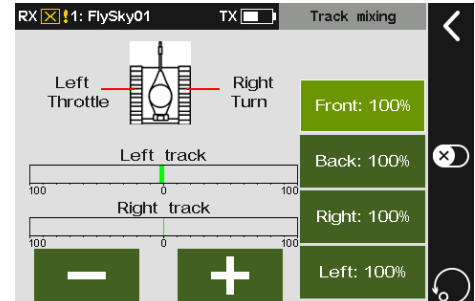 RX !1: FlySky01 TX Track mixing
Left Throttle
Right Turn
Front: 100%
Left track
Back: 100%
100 0 100
Right track
Right: 100%
100 0 100
Left: 100%